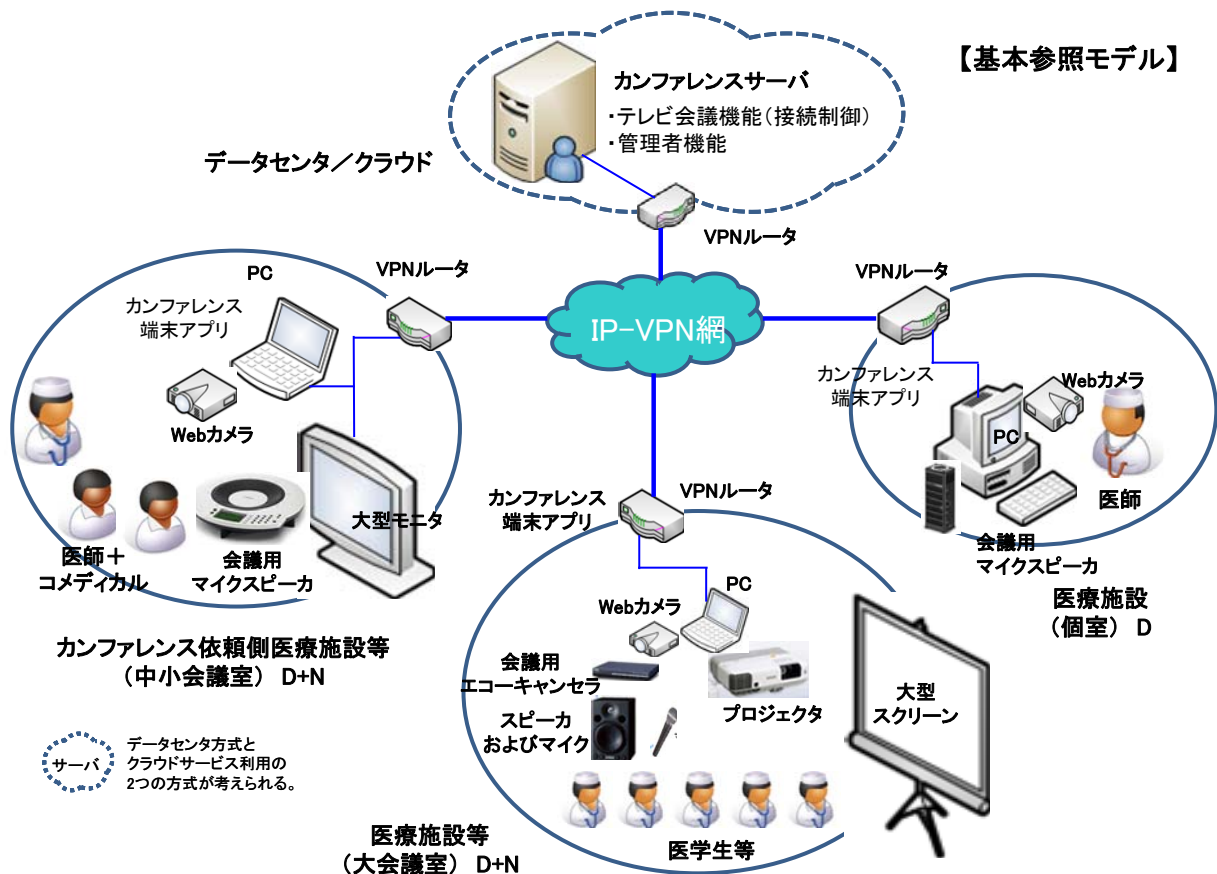 【基本参照モデル】
カンファレンスサーバ
・テレビ会議機能(接続制御)
・管理者機能
データセンタ／クラウド
VPNルータ
PC
VPNルータ
カンファレンス
端末アプリ
Webカメラ
大型モニタ
医師＋
コメディカル
会議用
マイクスピーカ
カンファレンス依頼側医療施設等
(中小会議室) D+N
IP-VPN網
VPNルータ
カンファレンス
端末アプリ
Webカメラ
PC
医師
会議用
マイクスピーカ
医療施設
(個室) D
カンファレンス
端末アプリ
VPNルータ
PC
Webカメラ
会議用
エコーキャンセラ
プロジェクタ
スピーカ
およびマイク
大型
スクリーン
医学生等
医療施設等
(大会議室) D+N
サーバ
データセンタ方式と
クラウドサービス利用の
2つの方式が考えられる。